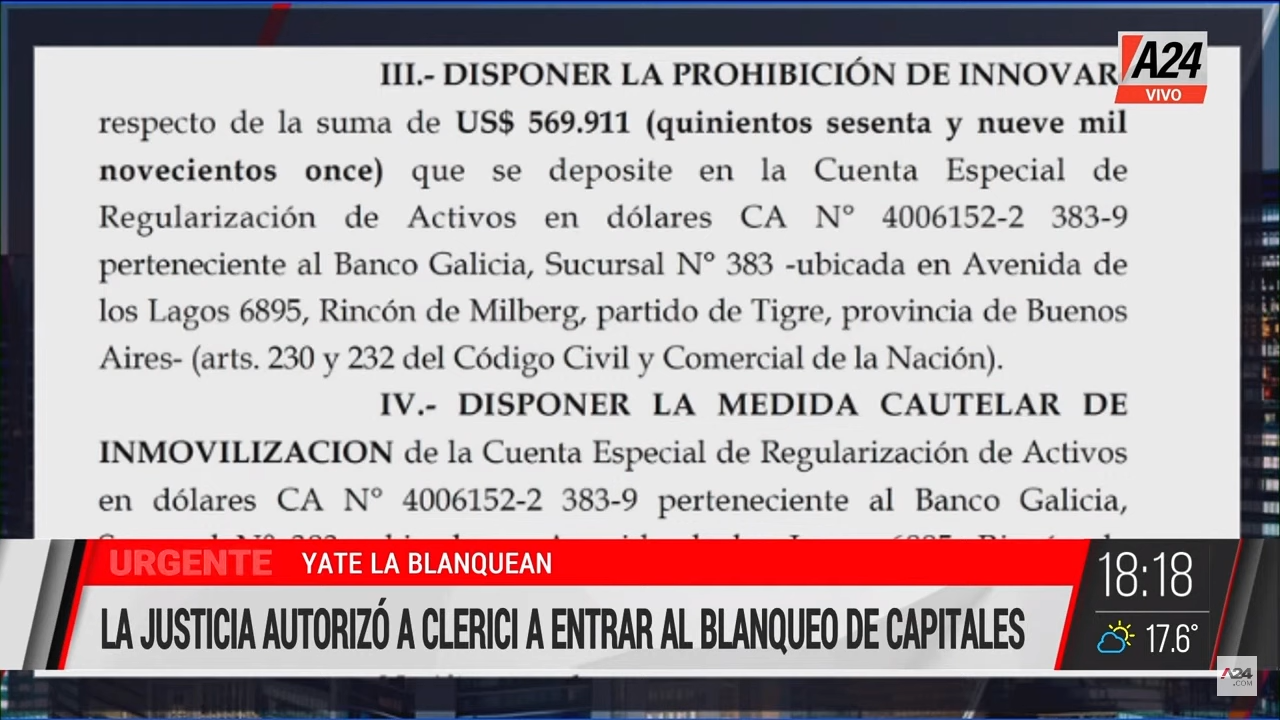 III.- DISPONER LA PROHIBICIÓN DE INNOVAR
respecto de la suma de US$ 569.911 (quinientos sesenta y nueve mil
novecientos once) que se deposite en la Cuenta Especial de
Regularización de Activos en dólares CA N° 4006152-2 383-9
perteneciente al Banco Galicia, Sucursal N° 383 -ubicada en Avenida de
los Lagos 6895, Rincón de Milberg, partido de Tigre, provincia de Buenos
Aires- (arts. 230 y 232 del Código Civil y Comercial de la Nación).
IV.- DISPONER LA MEDIDA CAUTELAR DE
INMOVILIZACION de la Cuenta Especial de Regularización de Activos
en dólares CA N° 4006152-2 383-9 perteneciente al Banco Galicia,
A24
VIVO
URGENTE YATE LA BLANQUEAN
LA JUSTICIA AUTORIZÓ A CLERICI A ENTRAR AL BLANQUEO DE CAPITALES
18:18
17.6°
A24
.COM